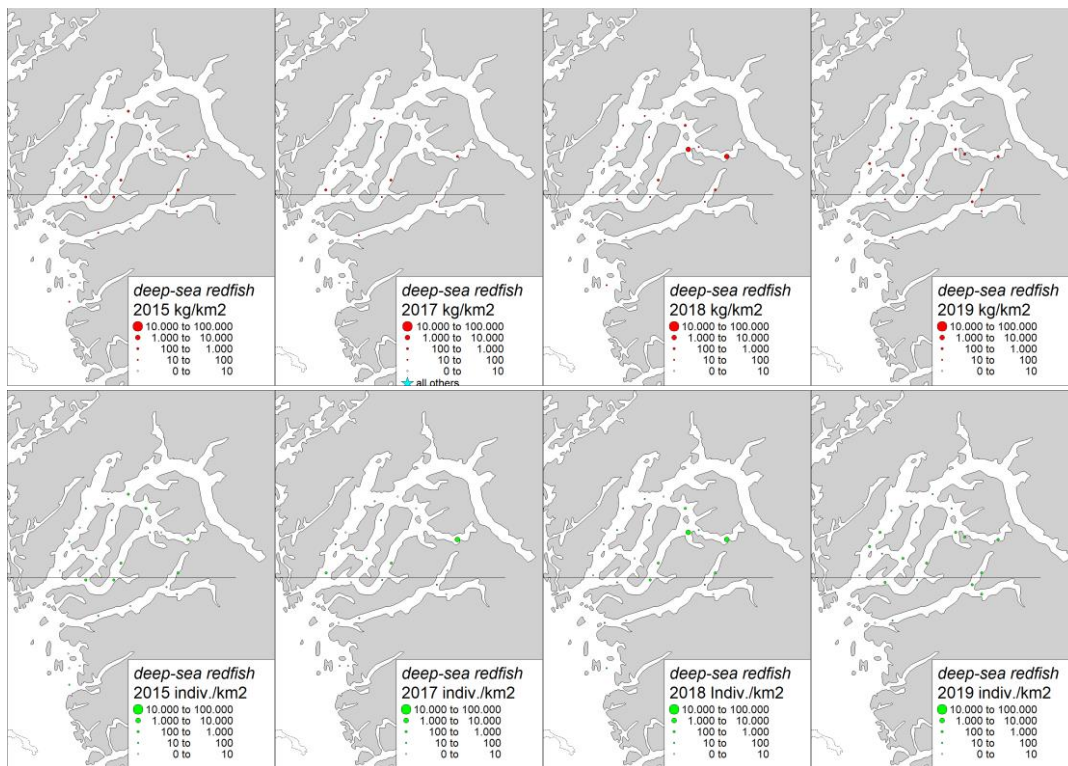 deep-sea redfish
2015 kg/km2
10.000 to 100.000
1.000 to 10.000
100 to 1.000
10 to 100
0 to 10
deep-sea redfish
2017 kg/km2
10.000 to 100.000
1.000 to 10.000
100 to 1.000
10 to 100
0 to 10
all others
deep-sea redfish
2018 kg/km2
10.000 to 100.000
1.000 to 10.000
100 to 1.000
10 to 100
0 to 10
deep-sea redfish
2019 kg/km2
10.000 to 100.000
1.000 to 10.000
100 to 1.000
10 to 100
0 to 10
deep-sea redfish
2015 indiv./km2
10.000 to 100.000
1.000 to 10.000
100 to 1.000
10 to 100
0 to 10
deep-sea redfish
2017 indiv./km2
10.000 to 100.000
1.000 to 10.000
100 to 1.000
10 to 100
0 to 10
deep-sea redfish
2018 Indiv./km2
10.000 to 100.000
1.000 to 10.000
100 to 1.000
10 to 100
0 to 10
deep-sea redfish
2019 indiv./km2
10.000 to 100.000
1.000 to 10.000
100 to 1.000
10 to 100
0 to 10